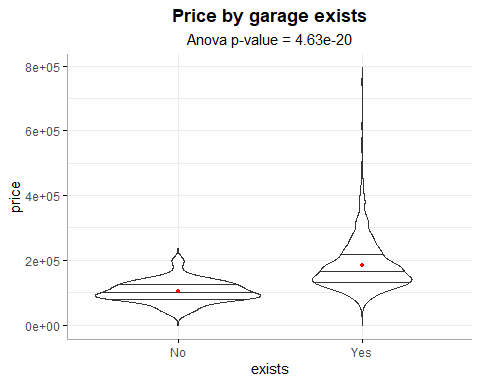 Price by garage exists
Anova p-value = 4.63e-20
price
8e+05
6e+05
4e+05
2e+05
0e+00
No Yes
exists